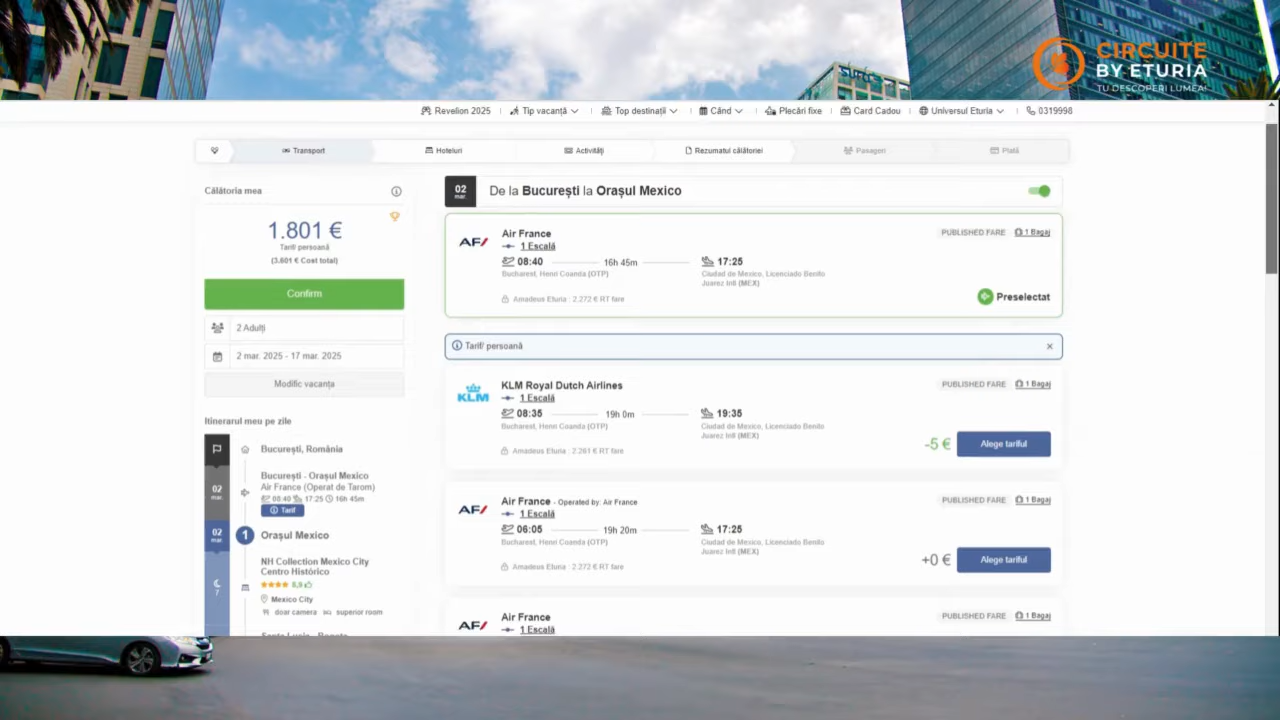 CIRCUITE
BY ETURIA
TU DESCOPERI LUMEA!
Revelion 2025
Tip vacanță
Top destinații
Când
Plecări fixe
Card Cadou
Universul Eturia
0319998
Transport
Hoteluri
Activități
Rezumatul călătoriei
Pasageri
Plată
Călătoria mea
1.801 €
Tarif/ persoană
(3.601 € Cost total)
Confirm
2 Adulți
2 mar. 2025 - 17 mar. 2025
Modific vacanța
Itinerarul meu pe zile
București, România
02
mar.
București - Orașul Mexico
Air France (Operat de Tarom)
08:40 17:25 16h 45m
Tarif
02
mar.
1 Orașul Mexico
NH Collection Mexico City
Centro Histórico
Mexico City
7
doar camera superior room
02
mar.
De la București la Orașul Mexico
AF/
Air France
PUBLISHED FARE 1 Bagaj
1 Escală
08:40 16h 45m 17:25
Bucharest, Henri Coanda (OTP)
Ciudad de Mexico, Licenciado Benito
Juarez Intl (MEX)
Amadeus Eturia : 2.272 € RT fare
Preselectat
Tarif/ persoană
KLM
KLM Royal Dutch Airlines
PUBLISHED FARE 1 Bagaj
1 Escală
08:35 19h 0m 19:35
Bucharest, Henri Coanda (OTP)
Ciudad de Mexico, Licenciado Benito
Juarez Intl (MEX)
Amadeus Eturia : 2.261 € RT fare
-5 € Alege tariful
AF/
Air France - Operated by: Air France
PUBLISHED FARE 1 Bagaj
1 Escală
06:05 19h 20m 17:25
Bucharest, Henri Coanda (OTP)
Ciudad de Mexico, Licenciado Benito
Juarez Intl (MEX)
Amadeus Eturia : 2.272 € RT fare
+0 € Alege tariful
AF/
Air France
PUBLISHED FARE 1 Bagaj
1 Escală